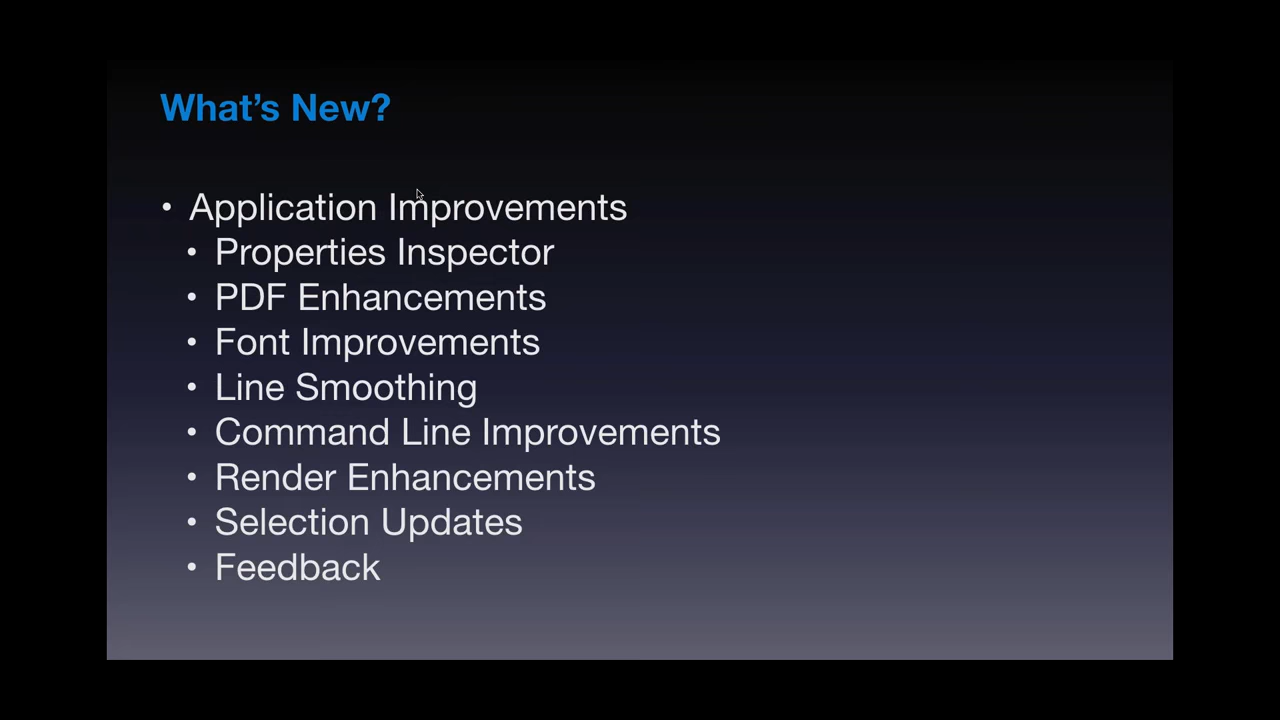 What's New?
• Application Improvements
• Properties Inspector
• PDF Enhancements
• Font Improvements
• Line Smoothing
• Command Line Improvements
• Render Enhancements
• Selection Updates
• Feedback